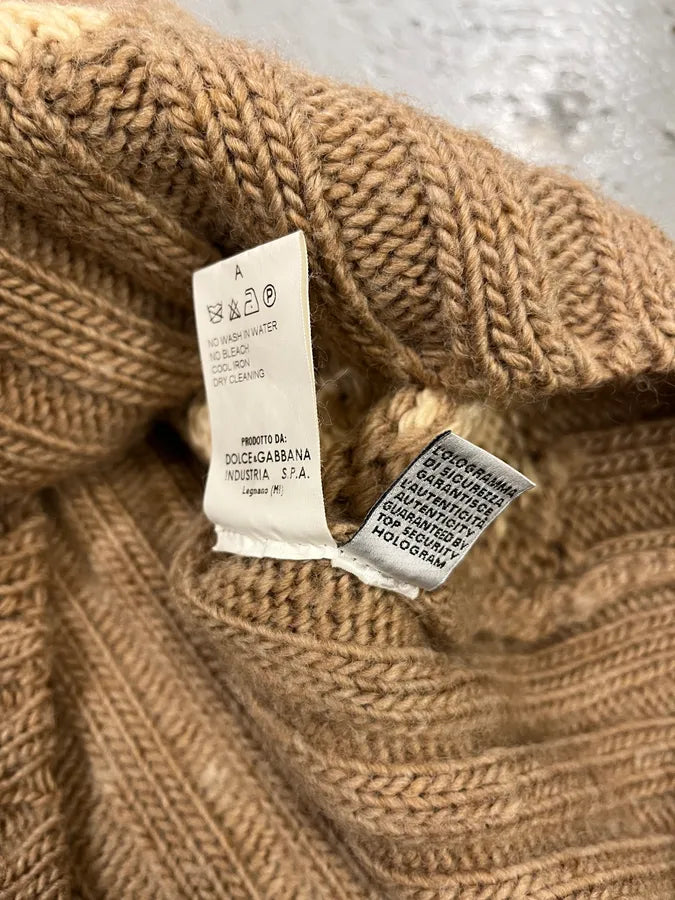 A
P
NO WASH IN WATER
NO BLEACH
COOL IRON
DRY CLEANING
PRODOTTO DA:
DOLCE&GABBANA
INDUSTRIA S.P.A.
Legnano (MI)
L'OLOGRAMMA
DI SICUREZZA
GARANTISCE
L'AUTENTICITÀ
AUTENTICITY
GUARANTEED BY
TOP SECURITY
HOLOGRAM